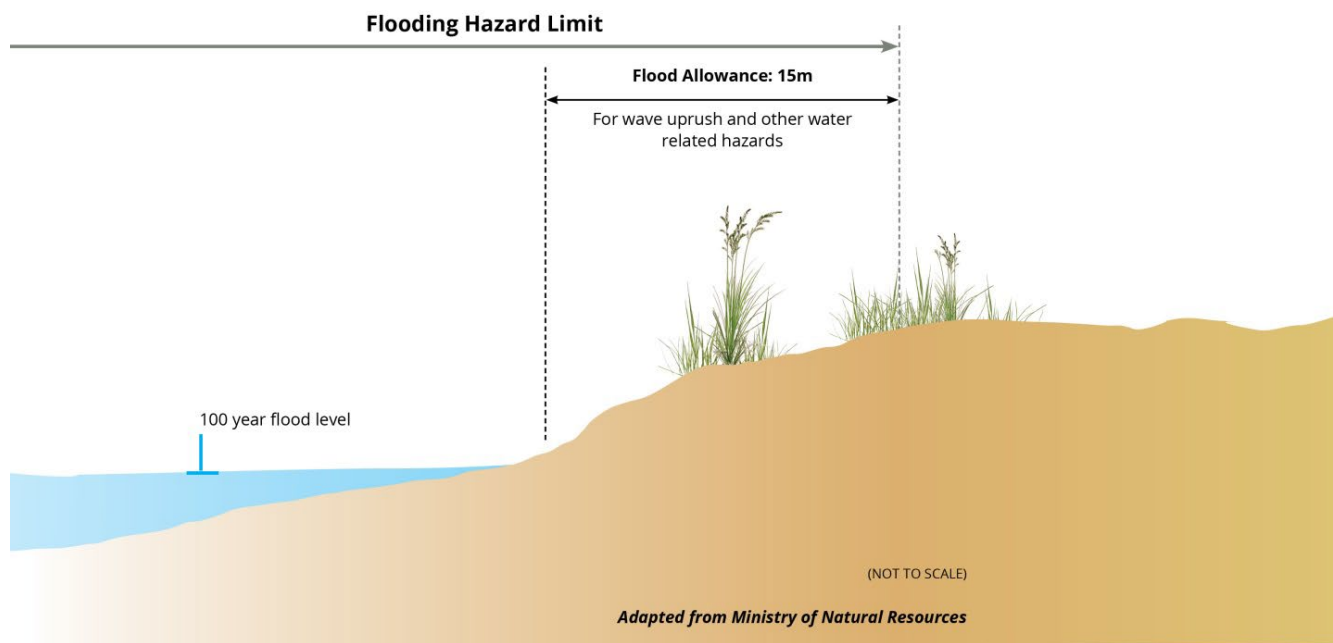 Flooding Hazard Limit
Flood Allowance: 15m
For wave uprush and other water
related hazards
100 year flood level
(NOT TO SCALE)
Adapted from Ministry of Natural Resources